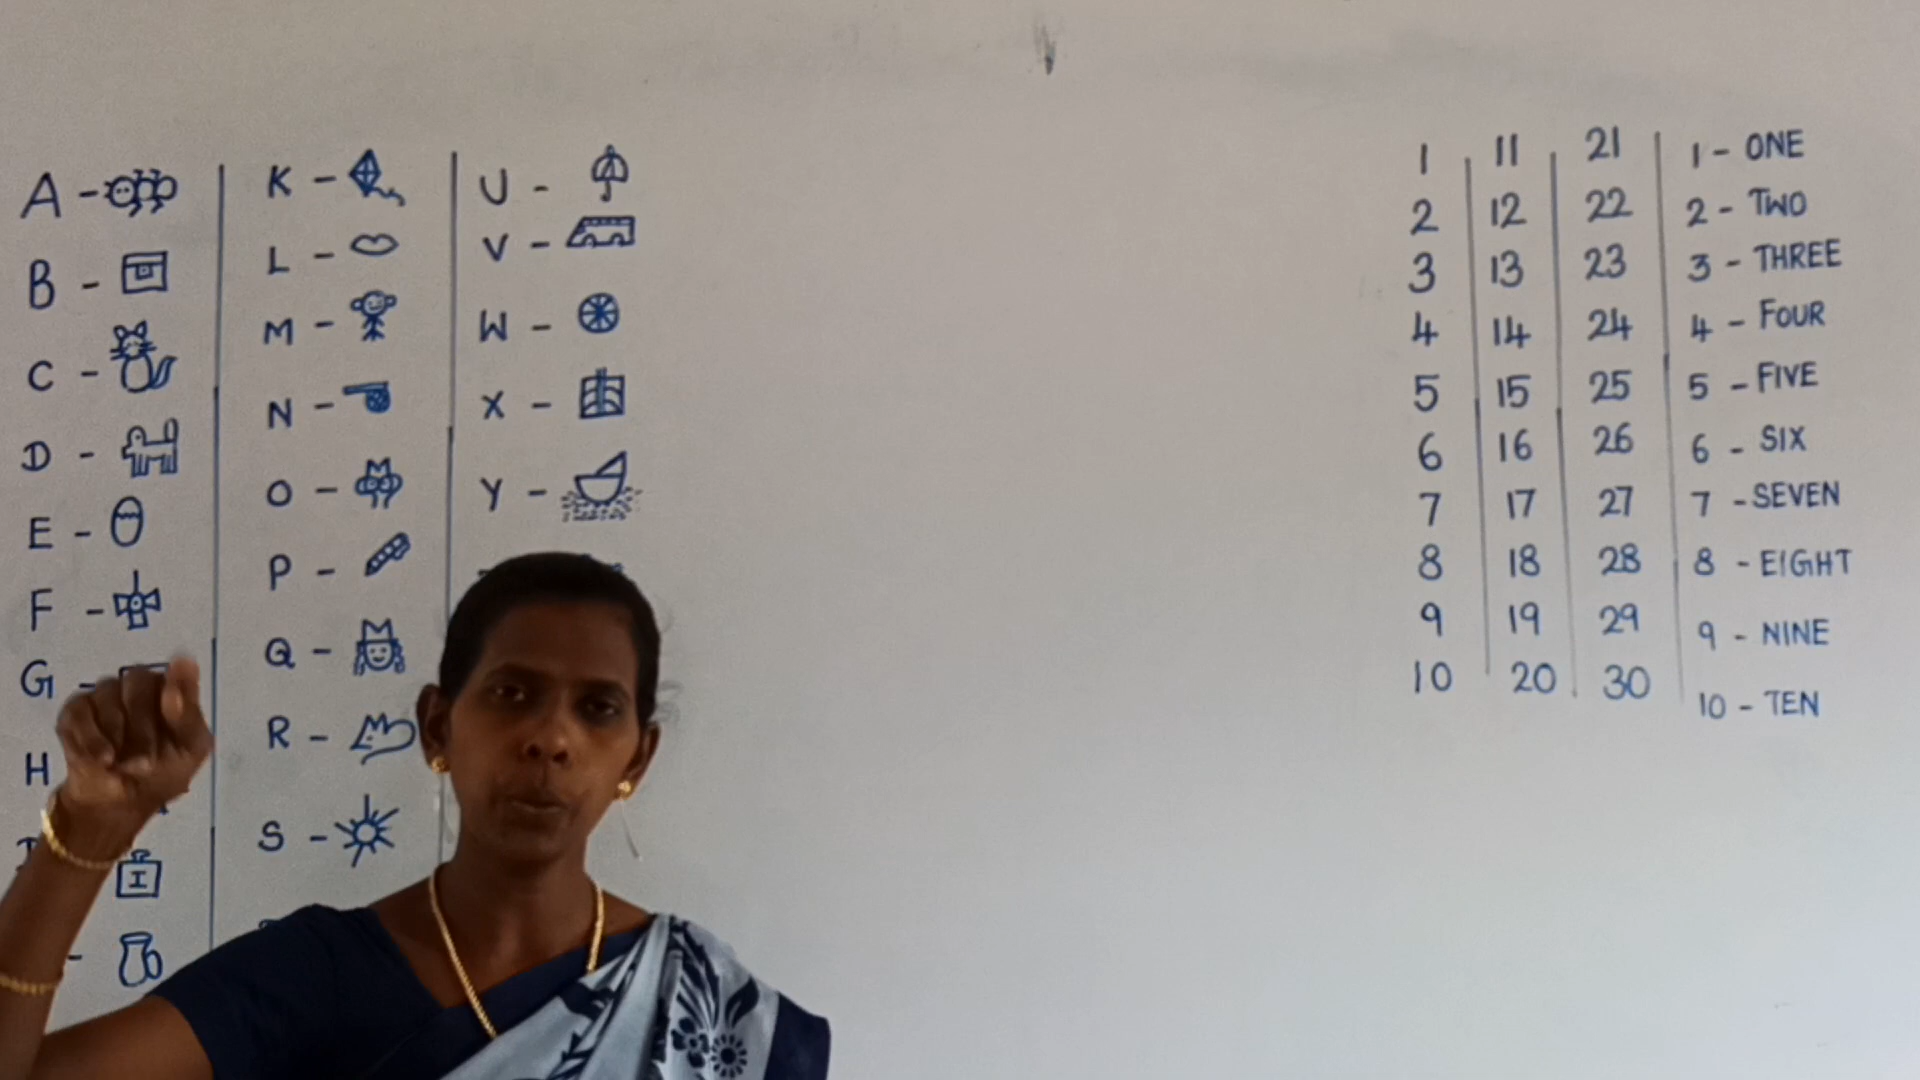 A -
B -
C -
D -
E -
F -
G -
H
I
-
K -
L -
M -
N -
O -
P -
Q -
R -
S -
U -
V -
W -
X -
Y -
1 11 21 1 - ONE
2 12 22 2 - TWO
3 13 23 3 - THREE
4 14 24 4 - FOUR
5 15 25 5 - FIVE
6 16 26 6 - SIX
7 17 27 7 - SEVEN
8 18 28 8 - EIGHT
9 19 29 9 - NINE
10 20 30 10 - TEN